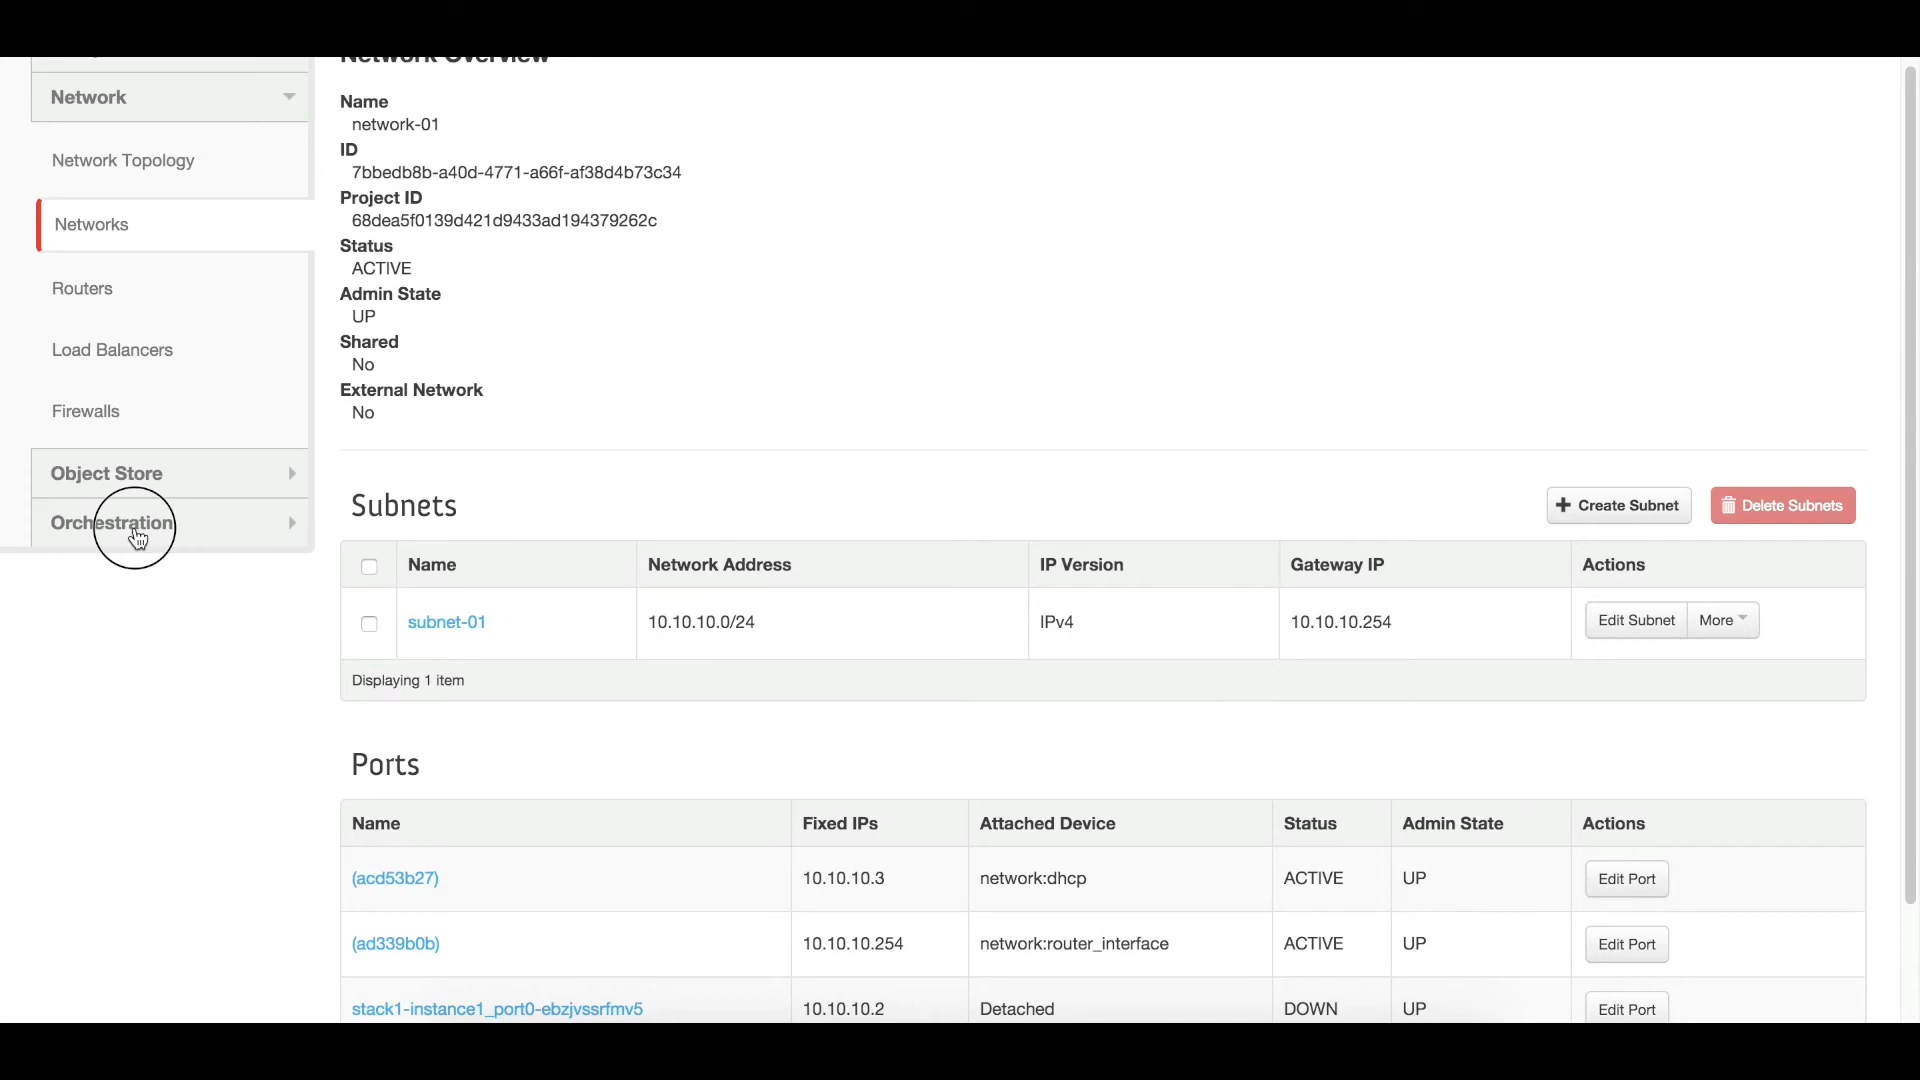 Network Overview
Network
Network Topology
Networks
Routers
Load Balancers
Firewalls
Object Store
Orchestration
Name
network-01
ID
7bbedb8b-a40d-4771-a66f-af38d4b73c34
Project ID
68dea5f0139d421d9433ad194379262c
Status
ACTIVE
Admin State
UP
Shared
No
External Network
No
Subnets
Create Subnet
Delete Subnets
Name Network Address IP Version Gateway IP Actions
subnet-01 10.10.10.0/24 IPv4 10.10.10.254 Edit Subnet More
Displaying 1 item
Ports
Name Fixed IPs Attached Device Status Admin State Actions
(acd53b27) 10.10.10.3 network:dhcp ACTIVE UP Edit Port
(ad339b0b) 10.10.10.254 network:router_interface ACTIVE UP Edit Port
stack1-instance1_port0-ebzjvssrfmv5 10.10.10.2 Detached DOWN UP Edit Port